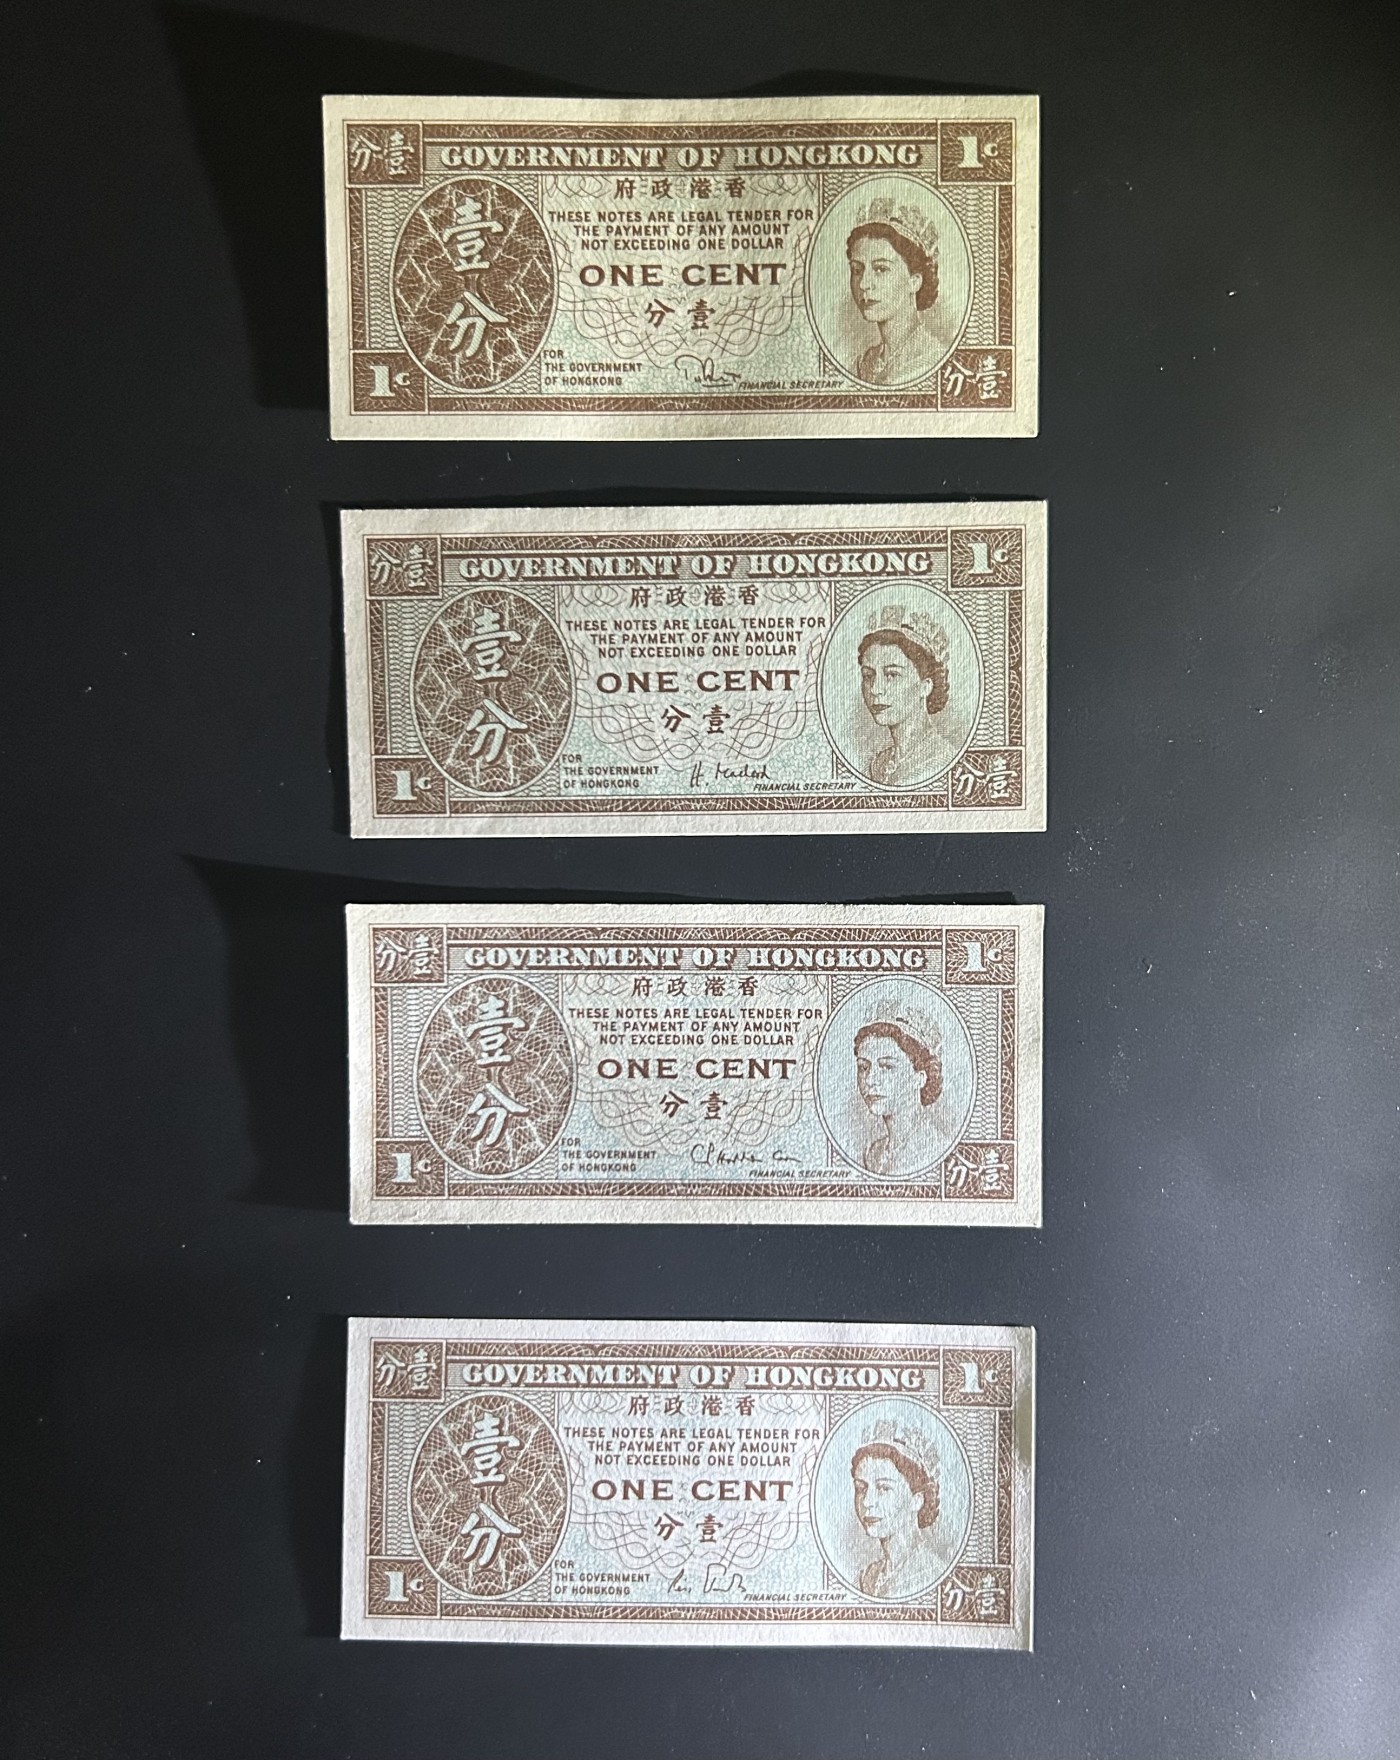 分壹 GOVERNMENT OF HONGKONG 1c
府政港香
THESE NOTES ARE LEGAL TENDER FOR
THE PAYMENT OF ANY AMOUNT
NOT EXCEEDING ONE DOLLAR
ONE CENT
分壹
壹
分
FOR
THE GOVERNMENT
OF HONGKONG
FINANCIAL SECRETARY
1c
分壹
分壹 GOVERNMENT OF HONGKONG 1c
府政港香
THESE NOTES ARE LEGAL TENDER FOR
THE PAYMENT OF ANY AMOUNT
NOT EXCEEDING ONE DOLLAR
ONE CENT
分壹
壹
分
FOR
THE GOVERNMENT
OF HONGKONG
FINANCIAL SECRETARY
1c
分壹
分壹 GOVERNMENT OF HONGKONG 1c
府政港香
THESE NOTES ARE LEGAL TENDER FOR
THE PAYMENT OF ANY AMOUNT
NOT EXCEEDING ONE DOLLAR
ONE CENT
分壹
壹
分
FOR
THE GOVERNMENT
OF HONGKONG
FINANCIAL SECRETARY
1c
分壹
分壹 GOVERNMENT OF HONGKONG 1c
府政港香
THESE NOTES ARE LEGAL TENDER FOR
THE PAYMENT OF ANY AMOUNT
NOT EXCEEDING ONE DOLLAR
ONE CENT
分壹
壹
分
FOR
THE GOVERNMENT
OF HONGKONG
FINANCIAL SECRETARY
1c
分壹